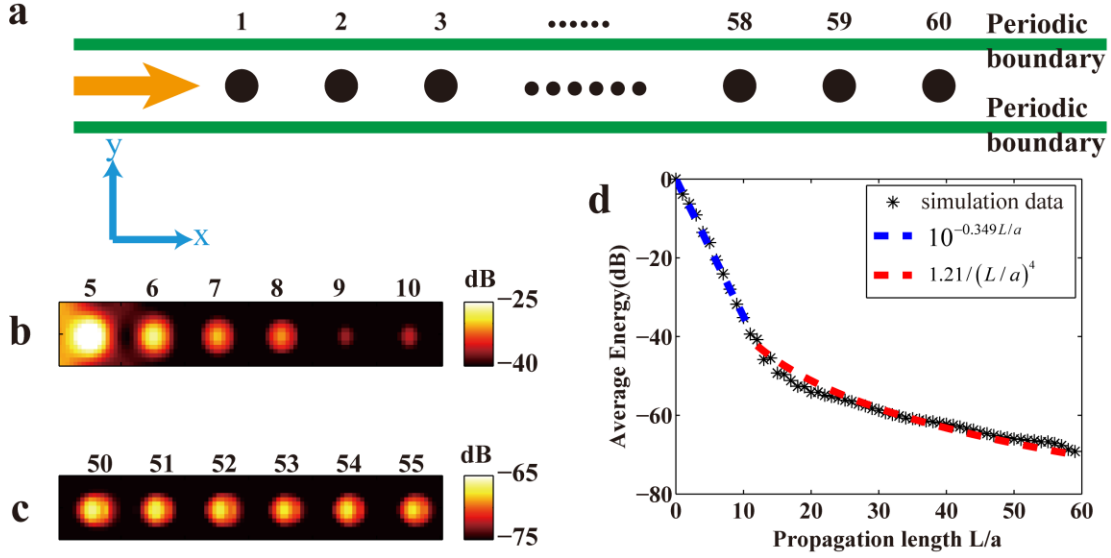 a
1 2 3 ...... 58 59 60 Periodic
boundary
Periodic
boundary
y
x
b
dB
5 6 7 8 9 10
−25
−40
c
dB
50 51 52 53 54 55
−65
−75
d
simulation data
10^{−0.349L/a}
1.21/(L/a)^4
Average Energy(dB)
0
−20
−40
−60
−80
0 10 20 30 40 50 60
Propagation length L/a